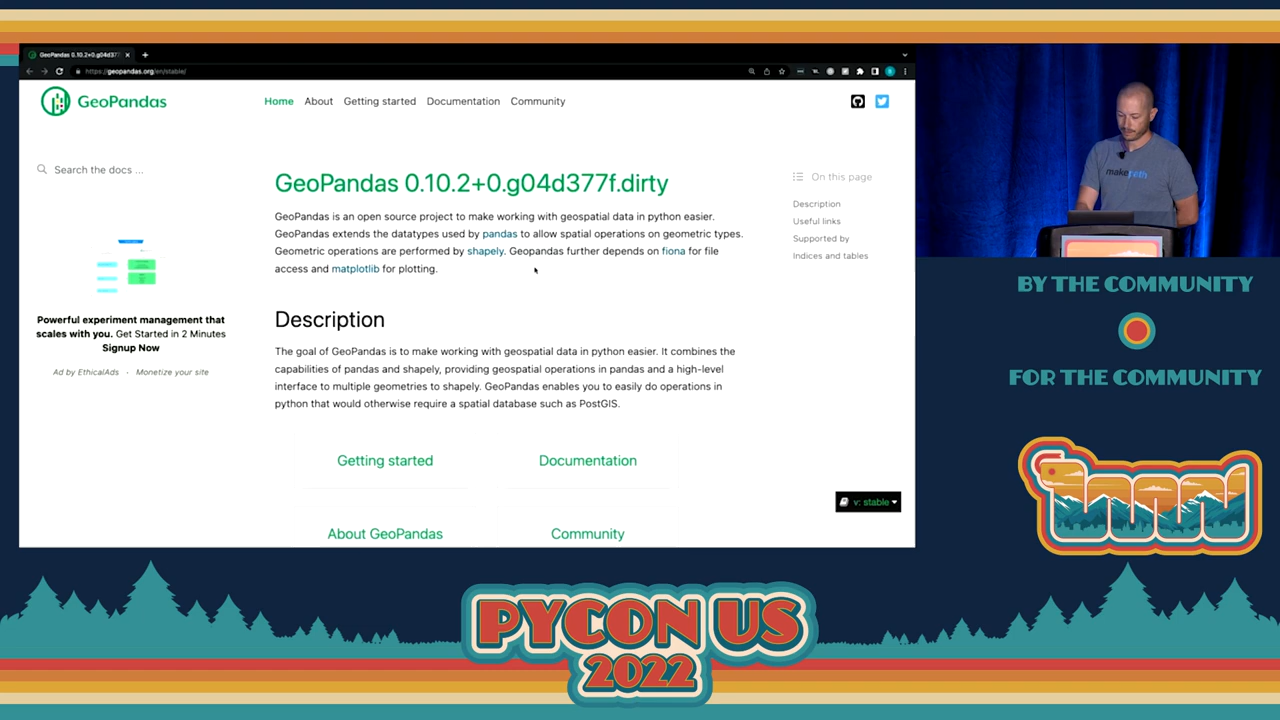 GeoPandas 0.10.2+0.g04d377
https://geopandas.org/en/stable/
GeoPandas
Home
About
Getting started
Documentation
Community
Search the docs ...
GeoPandas 0.10.2+0.g04d377f.dirty
GeoPandas is an open source project to make working with geospatial data in python easier.
GeoPandas extends the datatypes used by pandas to allow spatial operations on geometric types.
Geometric operations are performed by shapely. Geopandas further depends on fiona for file
access and matplotlib for plotting.
Description
The goal of GeoPandas is to make working with geospatial data in python easier. It combines the
capabilities of pandas and shapely, providing geospatial operations in pandas and a high-level
interface to multiple geometries to shapely. GeoPandas enables you to easily do operations in
python that would otherwise require a spatial database such as PostGIS.
Getting started
Documentation
About GeoPandas
Community
On this page
Description
Useful links
Supported by
Indices and tables
Powerful experiment management that
scales with you. Get Started in 2 Minutes
Signup Now
Ad by EthicalAds · Monetize your site
v: stable
BY THE COMMUNITY
FOR THE COMMUNITY
PYCON US
2022